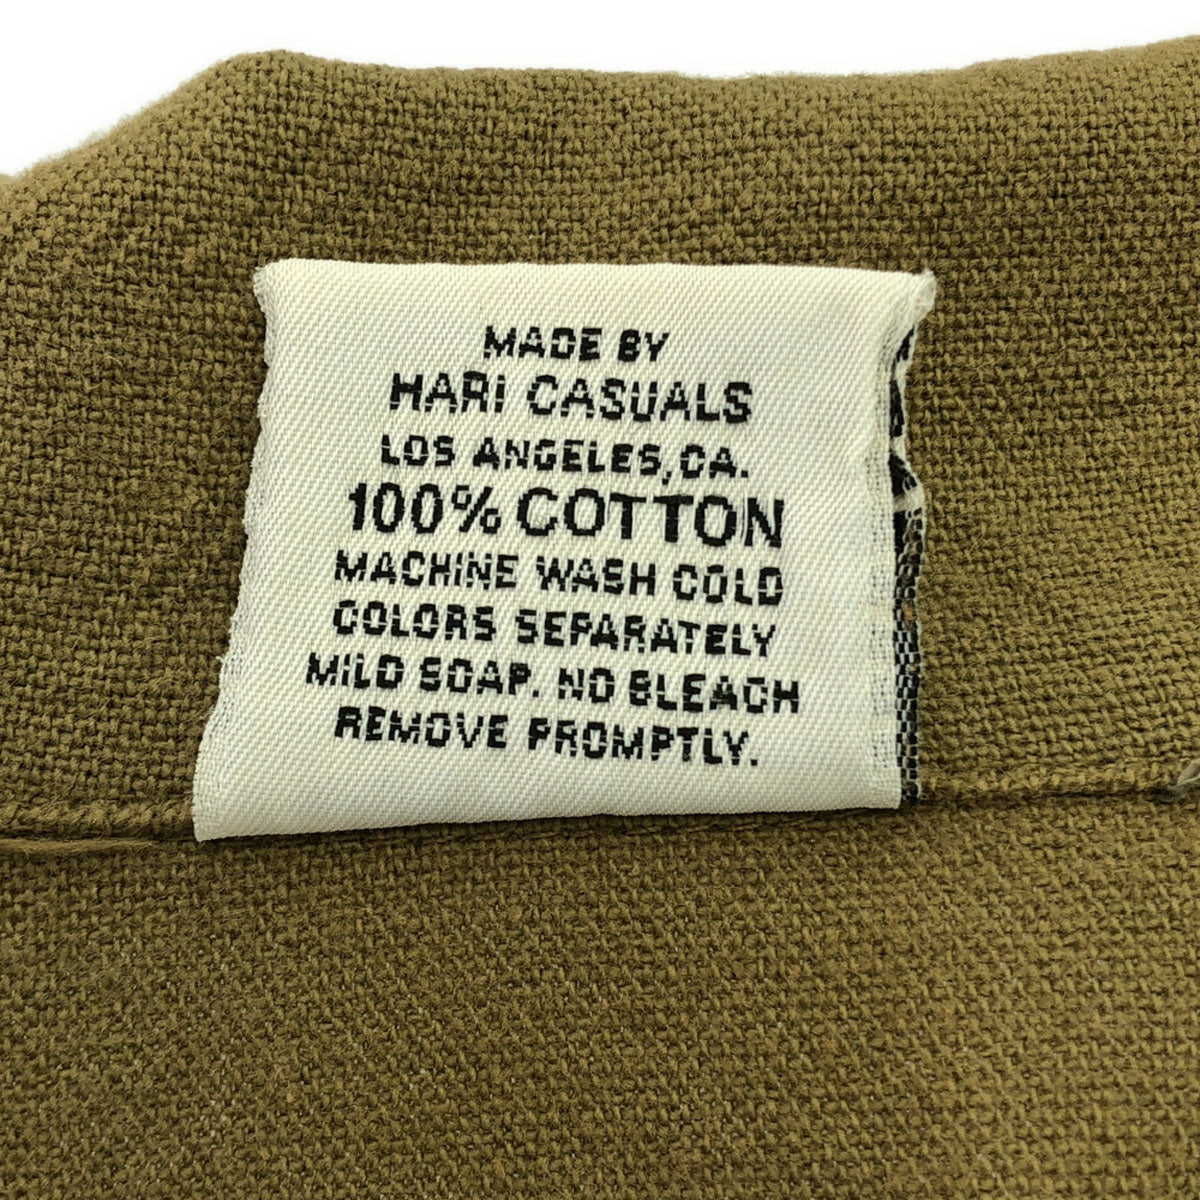 MADE BY
HARI CASUALS
LOS ANGELES, CA.
100% COTTON
MACHINE WASH COLD
COLORS SEPARATELY
MILD SOAP. NO BLEACH
REMOVE PROMPTLY.